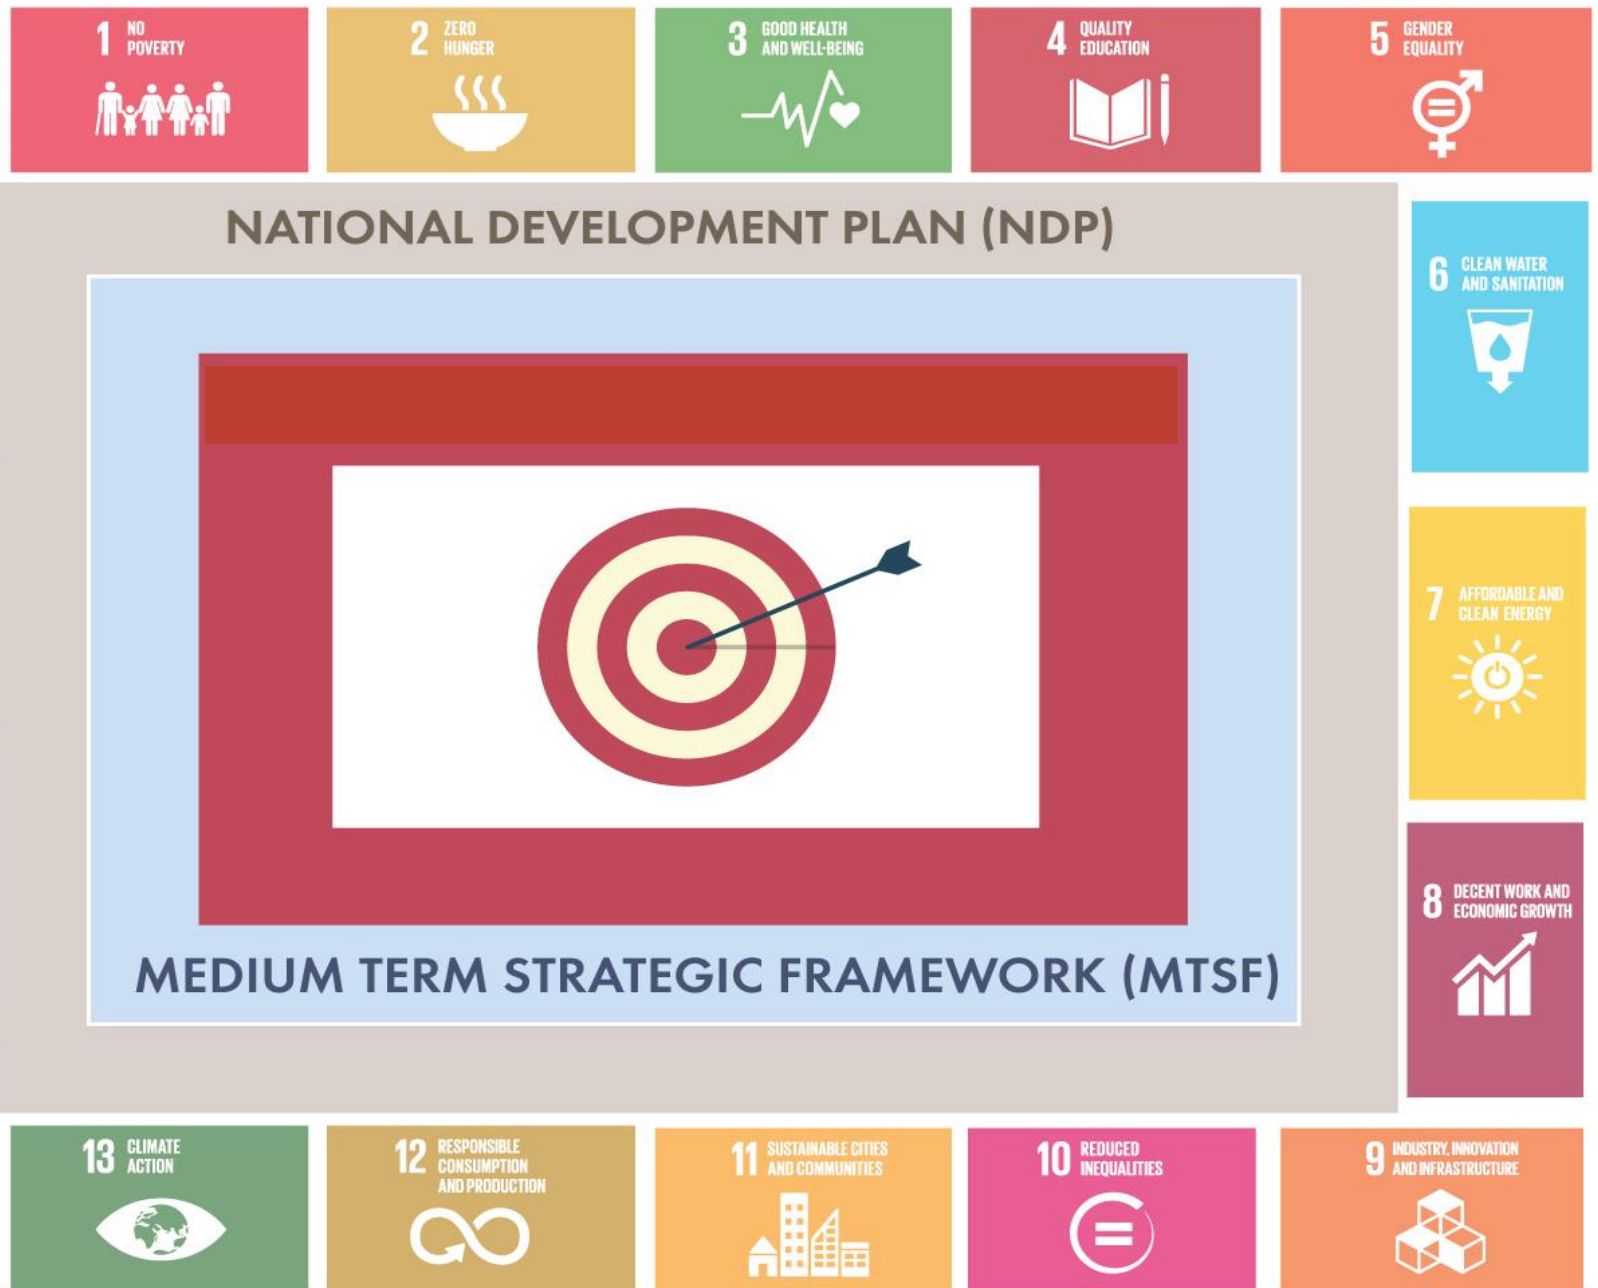 1 NO
POVERTY
2 ZERO
HUNGER
3 GOOD HEALTH
AND WELL-BEING
4 QUALITY
EDUCATION
5 GENDER
EQUALITY
NATIONAL DEVELOPMENT PLAN (NDP)
6 CLEAN WATER
AND SANITATION
7 AFFORDABLE AND
CLEAN ENERGY
8 DECENT WORK AND
ECONOMIC GROWTH
MEDIUM TERM STRATEGIC FRAMEWORK (MTSF)
13 CLIMATE
ACTION
12 RESPONSIBLE
CONSUMPTION
AND PRODUCTION
11 SUSTAINABLE CITIES
AND COMMUNITIES
10 REDUCED
INEQUALITIES
9 INDUSTRY, INNOVATION
AND INFRASTRUCTURE